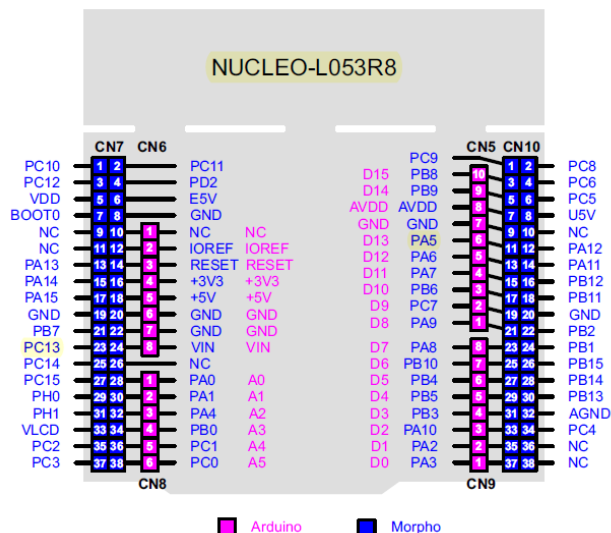 NUCLEO-L053R8
CN7 CN6 CN5 CN10
PC9
PC10 1 2 PC11 D15 PB8 10 1 2 PC8
PC12 3 4 PD2 D14 PB9 9 3 4 PC6
VDD 5 6 E5V AVDD AVDD 8 5 6 PC5
BOOT0 7 8 GND GND GND 7 7 8 U5V
NC 9 10 1 NC NC D13 PA5 6 9 10 NC
NC 11 12 2 IOREF IOREF D12 PA6 5 11 12 PA12
PA13 13 14 3 RESET RESET D11 PA7 4 13 14 PA11
PA14 15 16 4 +3V3 +3V3 D10 PB6 3 15 16 PB12
PA15 17 18 5 +5V +5V D9 PC7 2 17 18 PB11
GND 19 20 6 GND GND D8 PA9 1 19 20 GND
PB7 21 22 7 GND GND 21 22 PB2
PC13 23 24 8 VIN VIN D7 PA8 8 23 24 PB1
PC14 25 26 NC D6 PB10 7 25 26 PB15
PC15 27 28 1 PA0 A0 D5 PB4 6 27 28 PB14
PH0 29 30 2 PA1 A1 D4 PB5 5 29 30 PB13
PH1 31 32 3 PA4 A2 D3 PB3 4 31 32 AGND
VLCD 33 34 4 PB0 A3 D2 PA10 3 33 34 PC4
PC2 35 36 5 PC1 A4 D1 PA2 2 35 36 NC
PC3 37 38 6 PC0 A5 D0 PA3 1 37 38 NC
CN8 CN9
Arduino Morpho